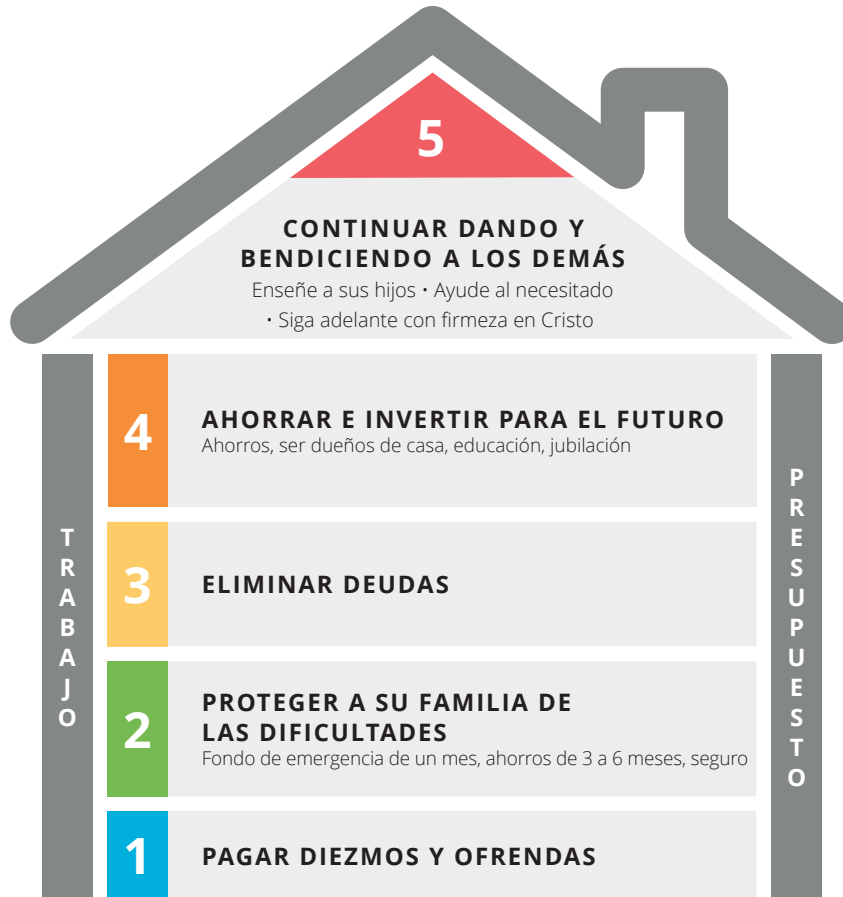 5
CONTINUAR DANDO Y
BENDICIENDO A LOS DEMÁS
Enseñe a sus hijos • Ayude al necesitado
• Siga adelante con firmeza en Cristo
4
AHORRAR E INVERTIR PARA EL FUTURO
Ahorros, ser dueños de casa, educación, jubilación
3
ELIMINAR DEUDAS
2
PROTEGER A SU FAMILIA DE
LAS DIFICULTADES
Fondo de emergencia de un mes, ahorros de 3 a 6 meses, seguro
1
PAGAR DIEZMOS Y OFRENDAS
TRABAJO
PRESUPUESTO